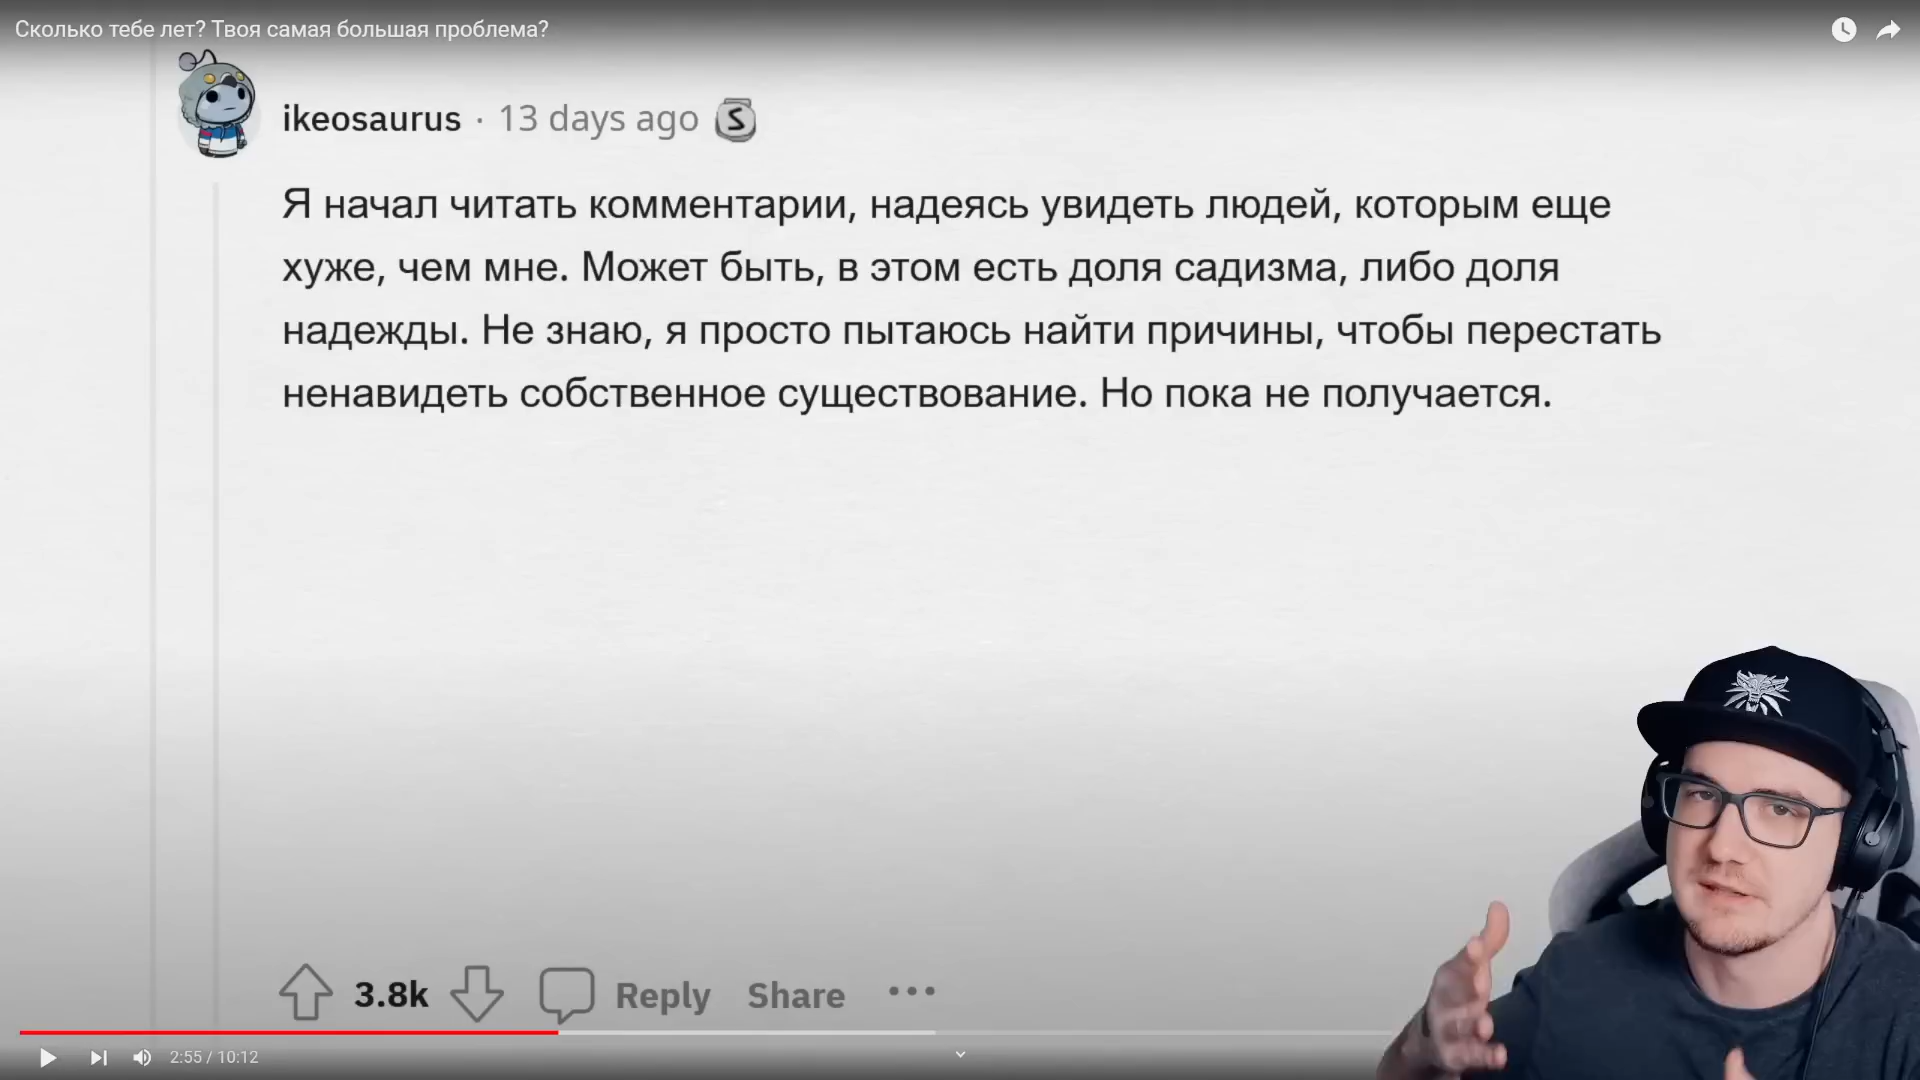 Сколько тебе лет? Твоя самая большая проблема?
ikeosaurus · 13 days ago S
Я начал читать комментарии, надеясь увидеть людей, которым еще
хуже, чем мне. Может быть, в этом есть доля садизма, либо доля
надежды. Не знаю, я просто пытаюсь найти причины, чтобы перестать
ненавидеть собственное существование. Но пока не получается.
3.8k Reply Share
2:55 / 10:12